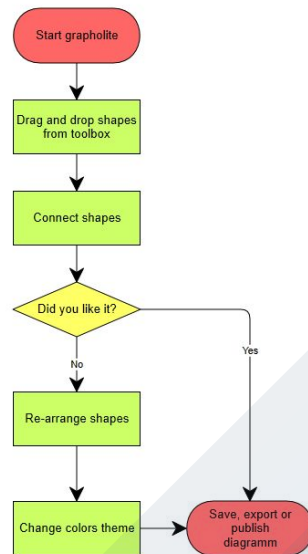 Start grapholite
Drag and drop shapes
from toolbox
Connect shapes
Did you like it?
Yes
No
Re-arrange shapes
Change colors theme
Save, export or
publish
diagramm